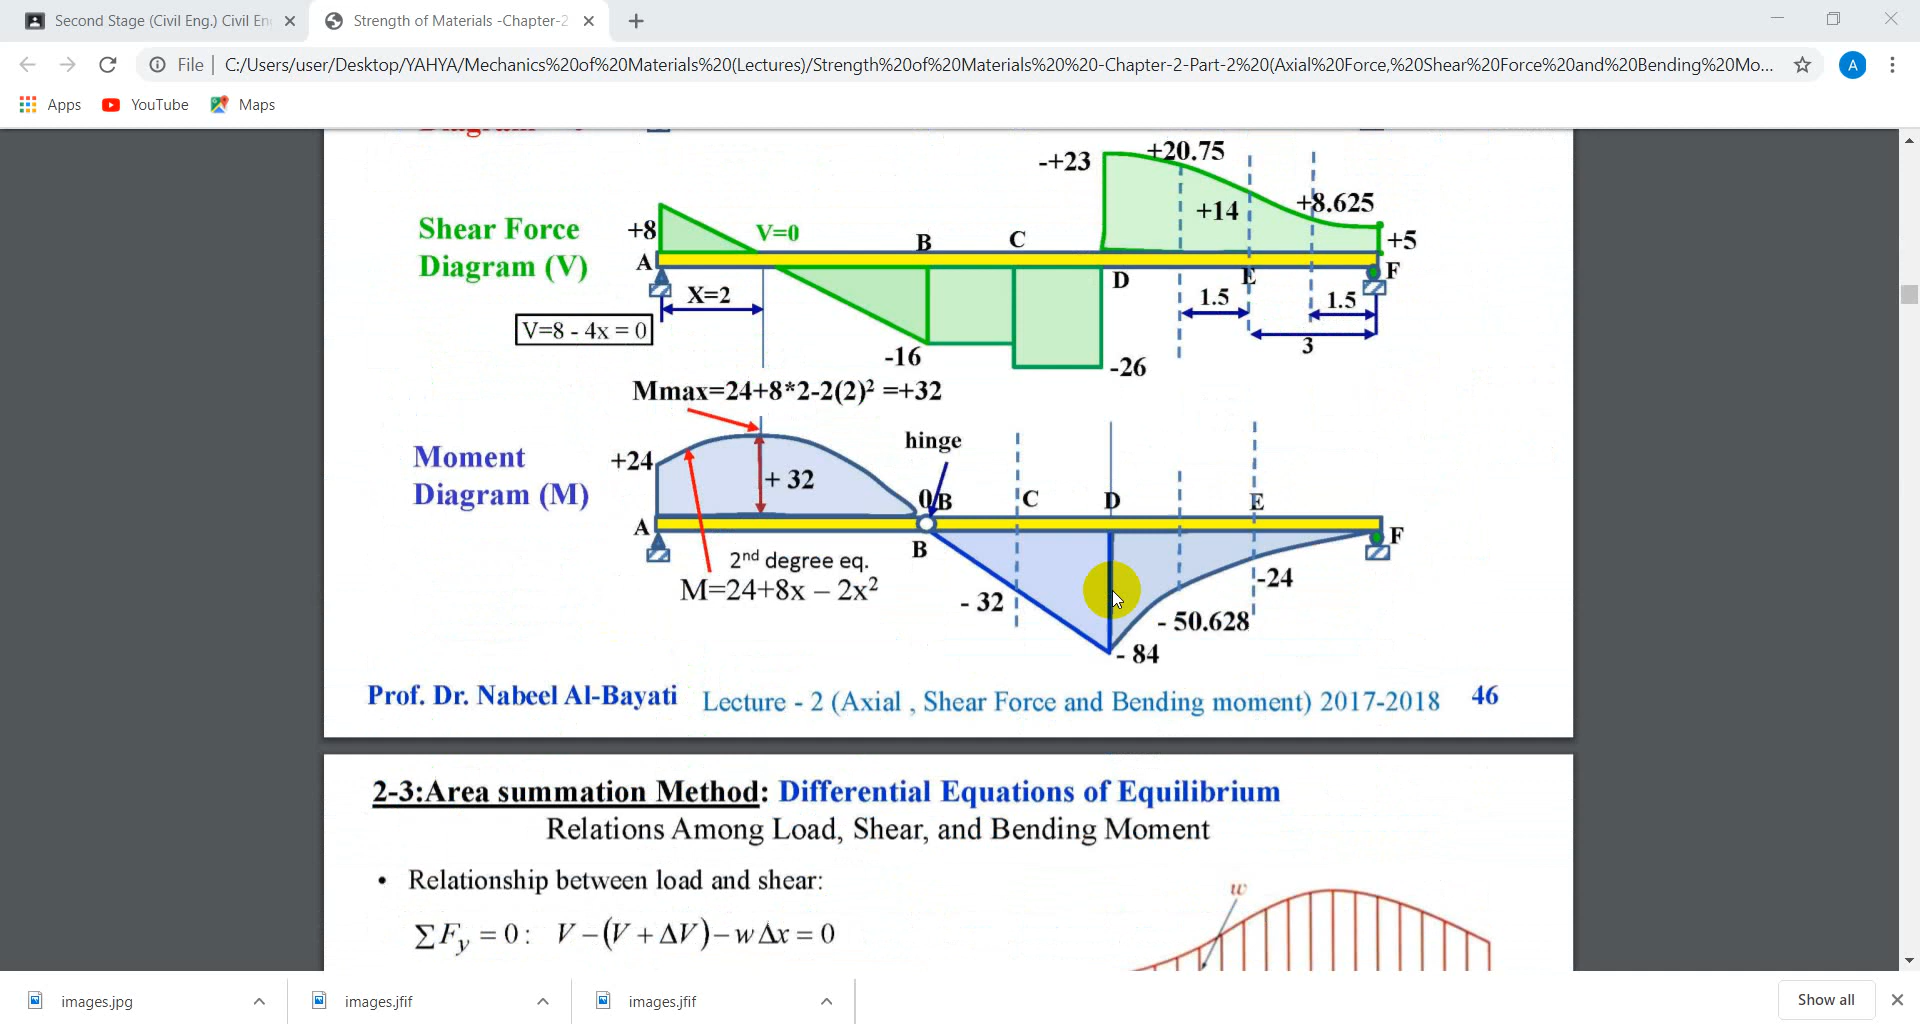 Second Stage (Civil Eng.) Civil En
Strength of Materials -Chapter-2
File
C:/Users/user/Desktop/YAHYA/Mechanics%20of%20Materials%20(Lectures)/Strength%20of%20Materials%20%20-Chapter-2-Part-2%20(Axial%20Force,%20Shear%20Force%20and%20Bending%20Mo...
A
Apps
YouTube
Maps
-+23
+20.75
+14
+8.625
+5
Shear Force
Diagram (V)
+8
V=0
B
C
A
D
E
F
X=2
1.5
1.5
3
V=8 - 4x = 0
-16
-26
Mmax=24+8*2-2(2)² =+32
Moment
Diagram (M)
+24
+ 32
hinge
0
B
C
D
E
A
B
F
2nd degree eq.
M=24+8x – 2x²
- 32
-24
- 50.628
- 84
Prof. Dr. Nabeel Al-Bayati Lecture - 2 (Axial , Shear Force and Bending moment) 2017-2018 46
2-3:Area summation Method: Differential Equations of Equilibrium
Relations Among Load, Shear, and Bending Moment
• Relationship between load and shear:
w
∑Fy = 0 : V – (V + ΔV) – w Δx = 0
images.jpg
images.jfif
images.jfif
Show all